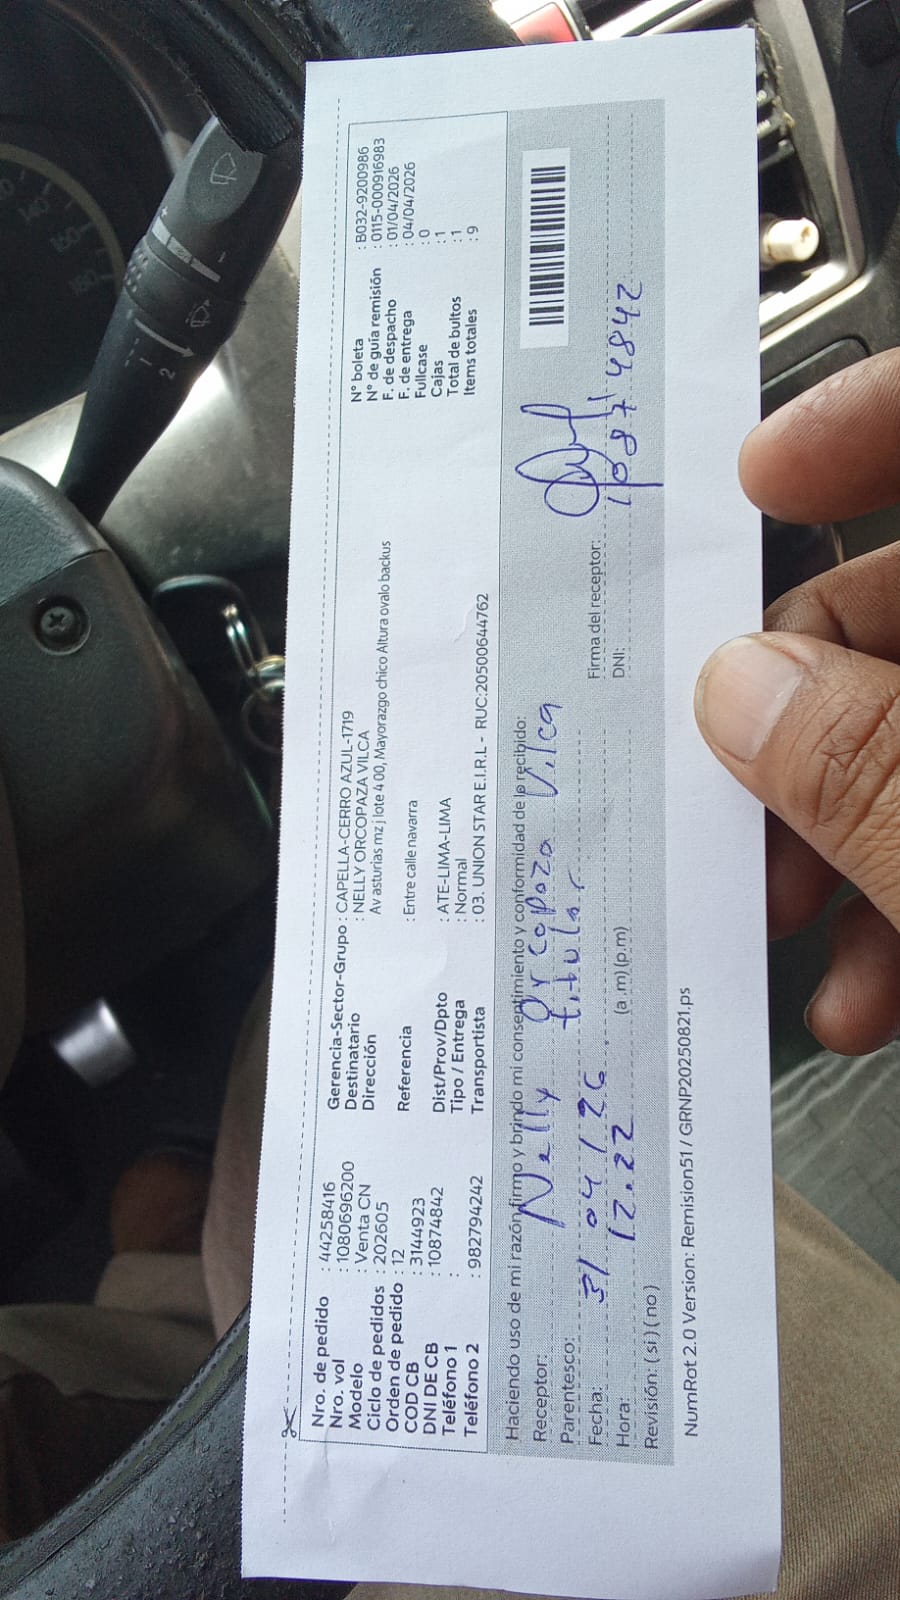 Nro. de pedido : 44258416
Nro. vol : 1080696200
Modelo : Venta CN
Ciclo de pedidos : 202605
Orden de pedido : 12
COD CB : 3144923
DNI DE CB : 10874842
Teléfono 1 :
Teléfono 2 : 982794242
Gerencia-Sector-Grupo : CAPELLA-CERRO AZUL-1719
Destinatario : NELLY ORCOPAZA VILCA
Dirección Av asturias mz j lote 4 00, Mayorazgo chico Altura ovalo backus
Referencia : Entre calle navarra
Dist/Prov/Dpto : ATE-LIMA-LIMA
Tipo / Entrega : Normal
Transportista : 03. UNION STAR E.I.R.L - RUC:20500644762
N° boleta : B032-9200986
N° de guía remisión : 0115-000916983
F. de despacho : 01/04/2026
F. de entrega : 04/04/2026
Fullcase : 0
Cajas : 1
Total de bultos : 1
Items totales : 9
Haciendo uso de mi razón firmo y brindo mi consentimiento y conformidad de lo recibido:
Receptor: Nelly Orcopaza Vilca
Parentesco: titular
Fecha: 31 04 / 26
Hora: 12.22 (a.m) (p.m)
Revisión: ( si ) ( no )
Firma del receptor:
DNI: 10874842
NumRot 2.0 Version: Remision51 / GRNP20250821.ps
160
180
1
2